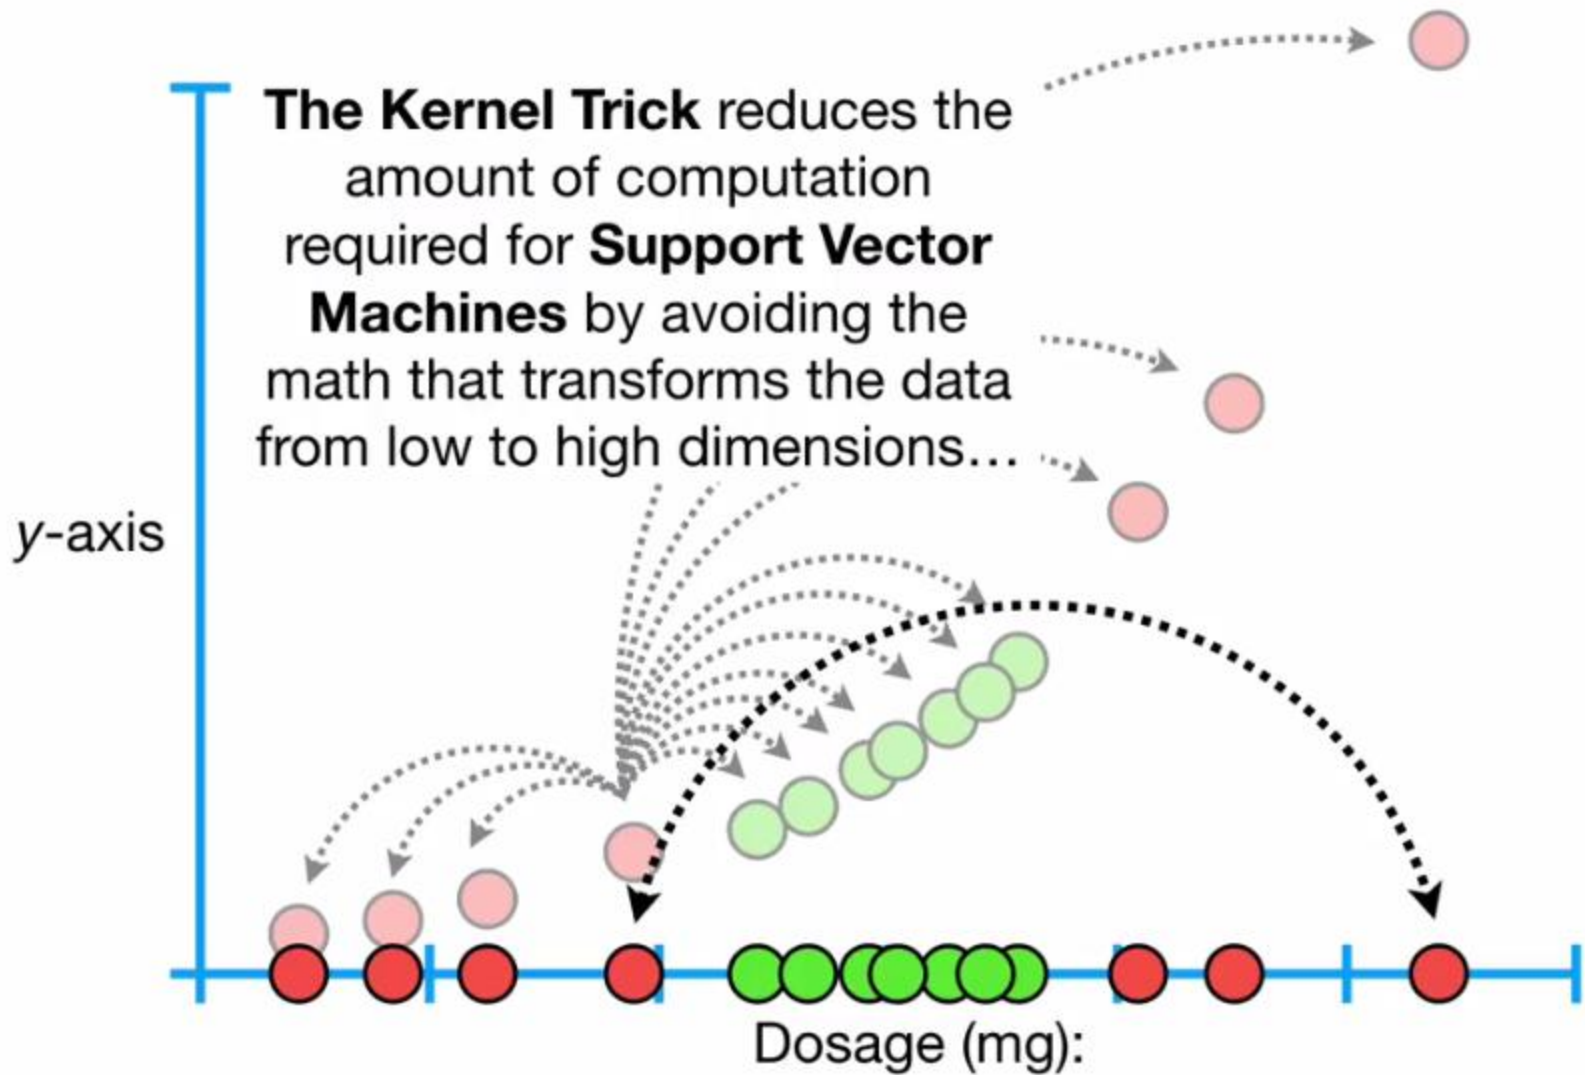 The Kernel Trick reduces the
amount of computation
required for Support Vector
Machines by avoiding the
math that transforms the data
from low to high dimensions…
y-axis
Dosage (mg):